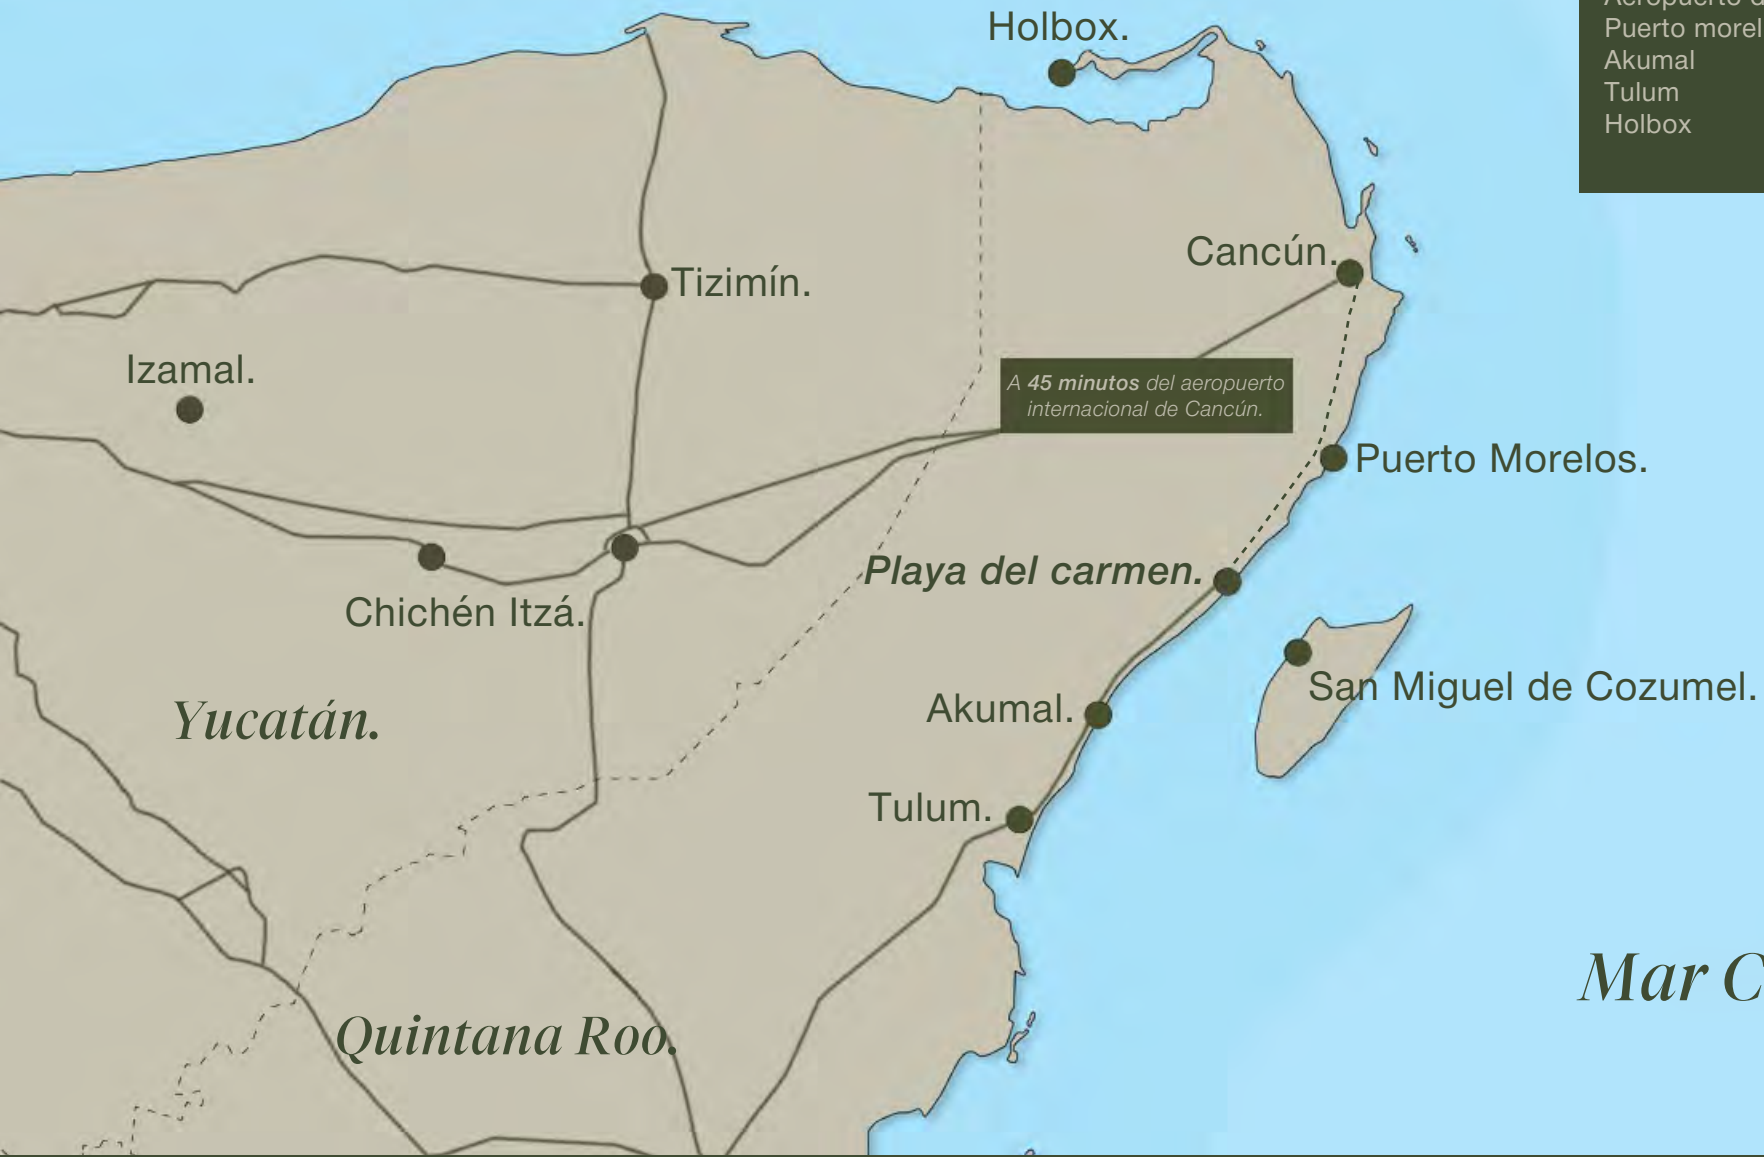 Holbox.
Puerto
Akumal
Tulum
Holbox
Cancún.
Tizimín.
Izamal.
A 45 minutos del aeropuerto
internacional de Cancún.
Puerto Morelos.
Playa del carmen.
Chichén Itzá.
San Miguel de Cozumel.
Akumal.
Yucatán.
Tulum.
Mar
Quintana Roo.